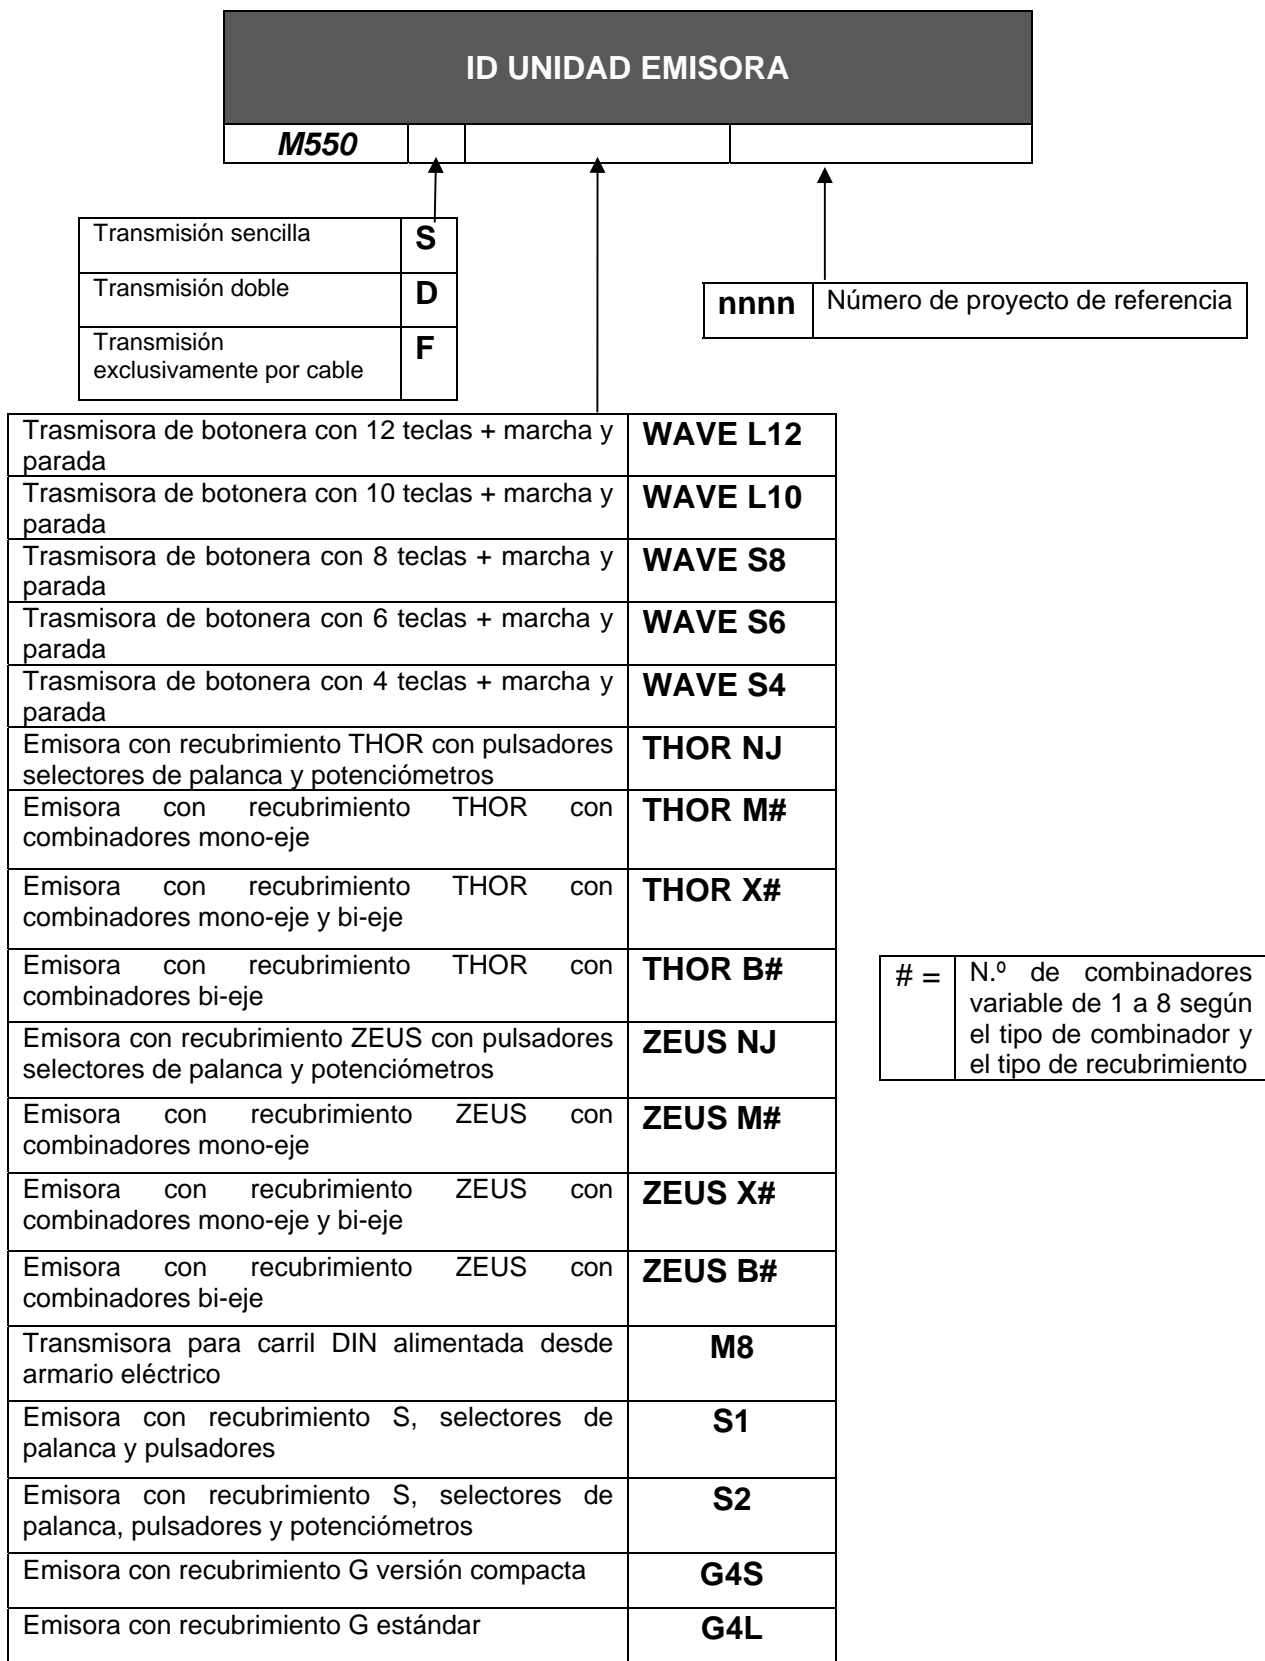 ID UNIDAD EMISORA
M550
Transmisión sencilla
S
Transmisión doble
D
Transmisión
exclusivamente por cable
F
nnnn
Número de proyecto de referencia
Trasmisora de botonera con 12 teclas + marcha y
parada
WAVE L12
Trasmisora de botonera con 10 teclas + marcha y
parada
WAVE L10
Trasmisora de botonera con 8 teclas + marcha y
parada
WAVE S8
Trasmisora de botonera con 6 teclas + marcha y
parada
WAVE S6
Trasmisora de botonera con 4 teclas + marcha y
parada
WAVE S4
Emisora con recubrimiento THOR con pulsadores
selectores de palanca y potenciómetros
THOR NJ
Emisora con recubrimiento THOR con
combinadores mono-eje
THOR M#
Emisora con recubrimiento THOR con
combinadores mono-eje y bi-eje
THOR X#
Emisora con recubrimiento THOR con
combinadores bi-eje
THOR B#
# =
N.º de combinadores
variable de 1 a 8 según
el tipo de combinador y
el tipo de recubrimiento
Emisora con recubrimiento ZEUS con pulsadores
selectores de palanca y potenciómetros
ZEUS NJ
Emisora con recubrimiento ZEUS con
combinadores mono-eje
ZEUS M#
Emisora con recubrimiento ZEUS con
combinadores mono-eje y bi-eje
ZEUS X#
Emisora con recubrimiento ZEUS con
combinadores bi-eje
ZEUS B#
Transmisora para carril DIN alimentada desde
armario eléctrico
M8
Emisora con recubrimiento S, selectores de
palanca y pulsadores
S1
Emisora con recubrimiento S, selectores de
palanca, pulsadores y potenciómetros
S2
Emisora con recubrimiento G versión compacta
G4S
Emisora con recubrimiento G estándar
G4L